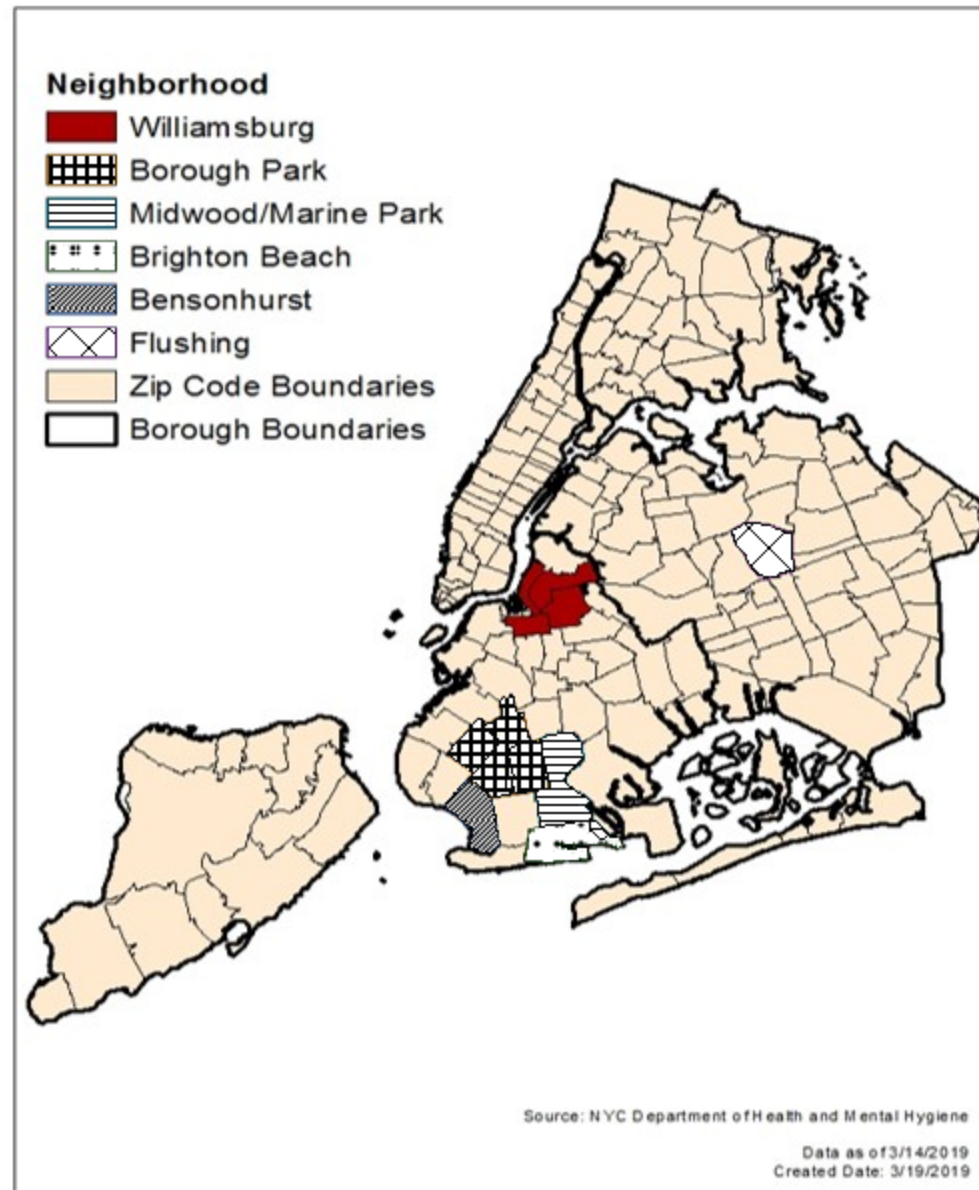 Neighborhood
Williamsburg
Borough Park
Midwood/Marine Park
Brighton Beach
Bensonhurst
Flushing
Zip Code Boundaries
Borough Boundaries
Source: NYC Department of Health and Mental Hygiene
Data as of 3/14/2019
Created Date: 3/19/2019